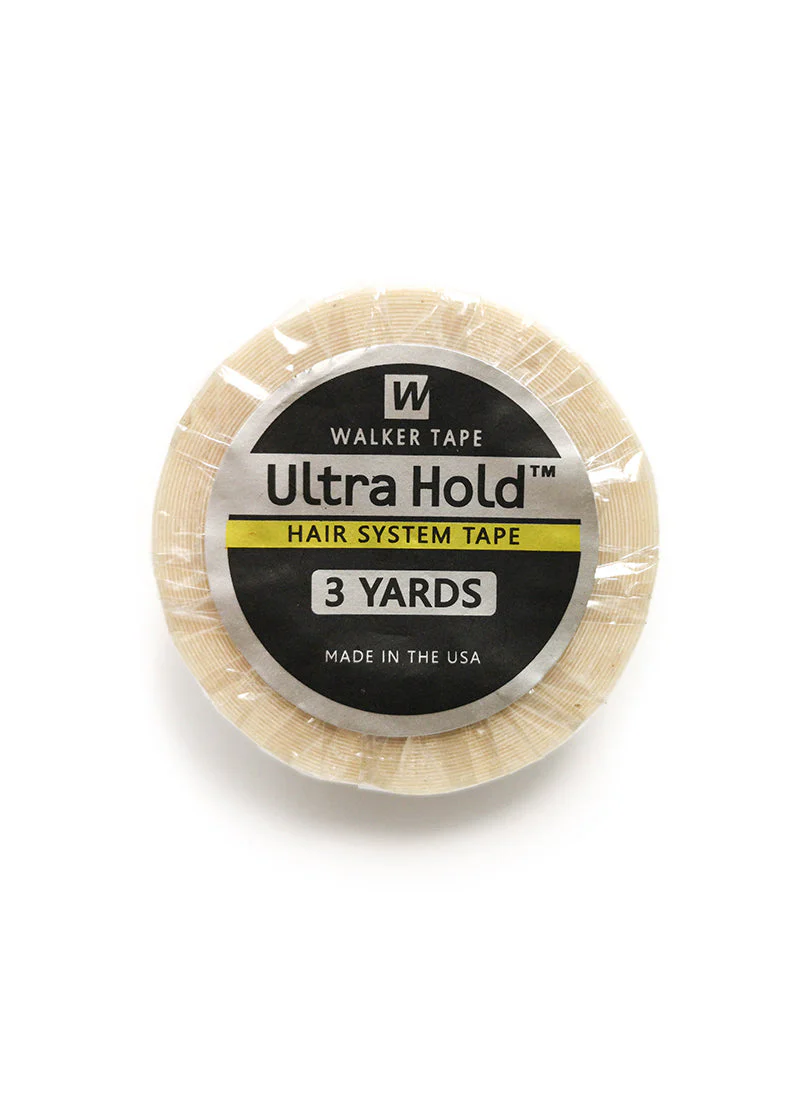 W
WALKER TAPE
Ultra Hold™
HAIR SYSTEM TAPE
3 YARDS
MADE IN THE USA